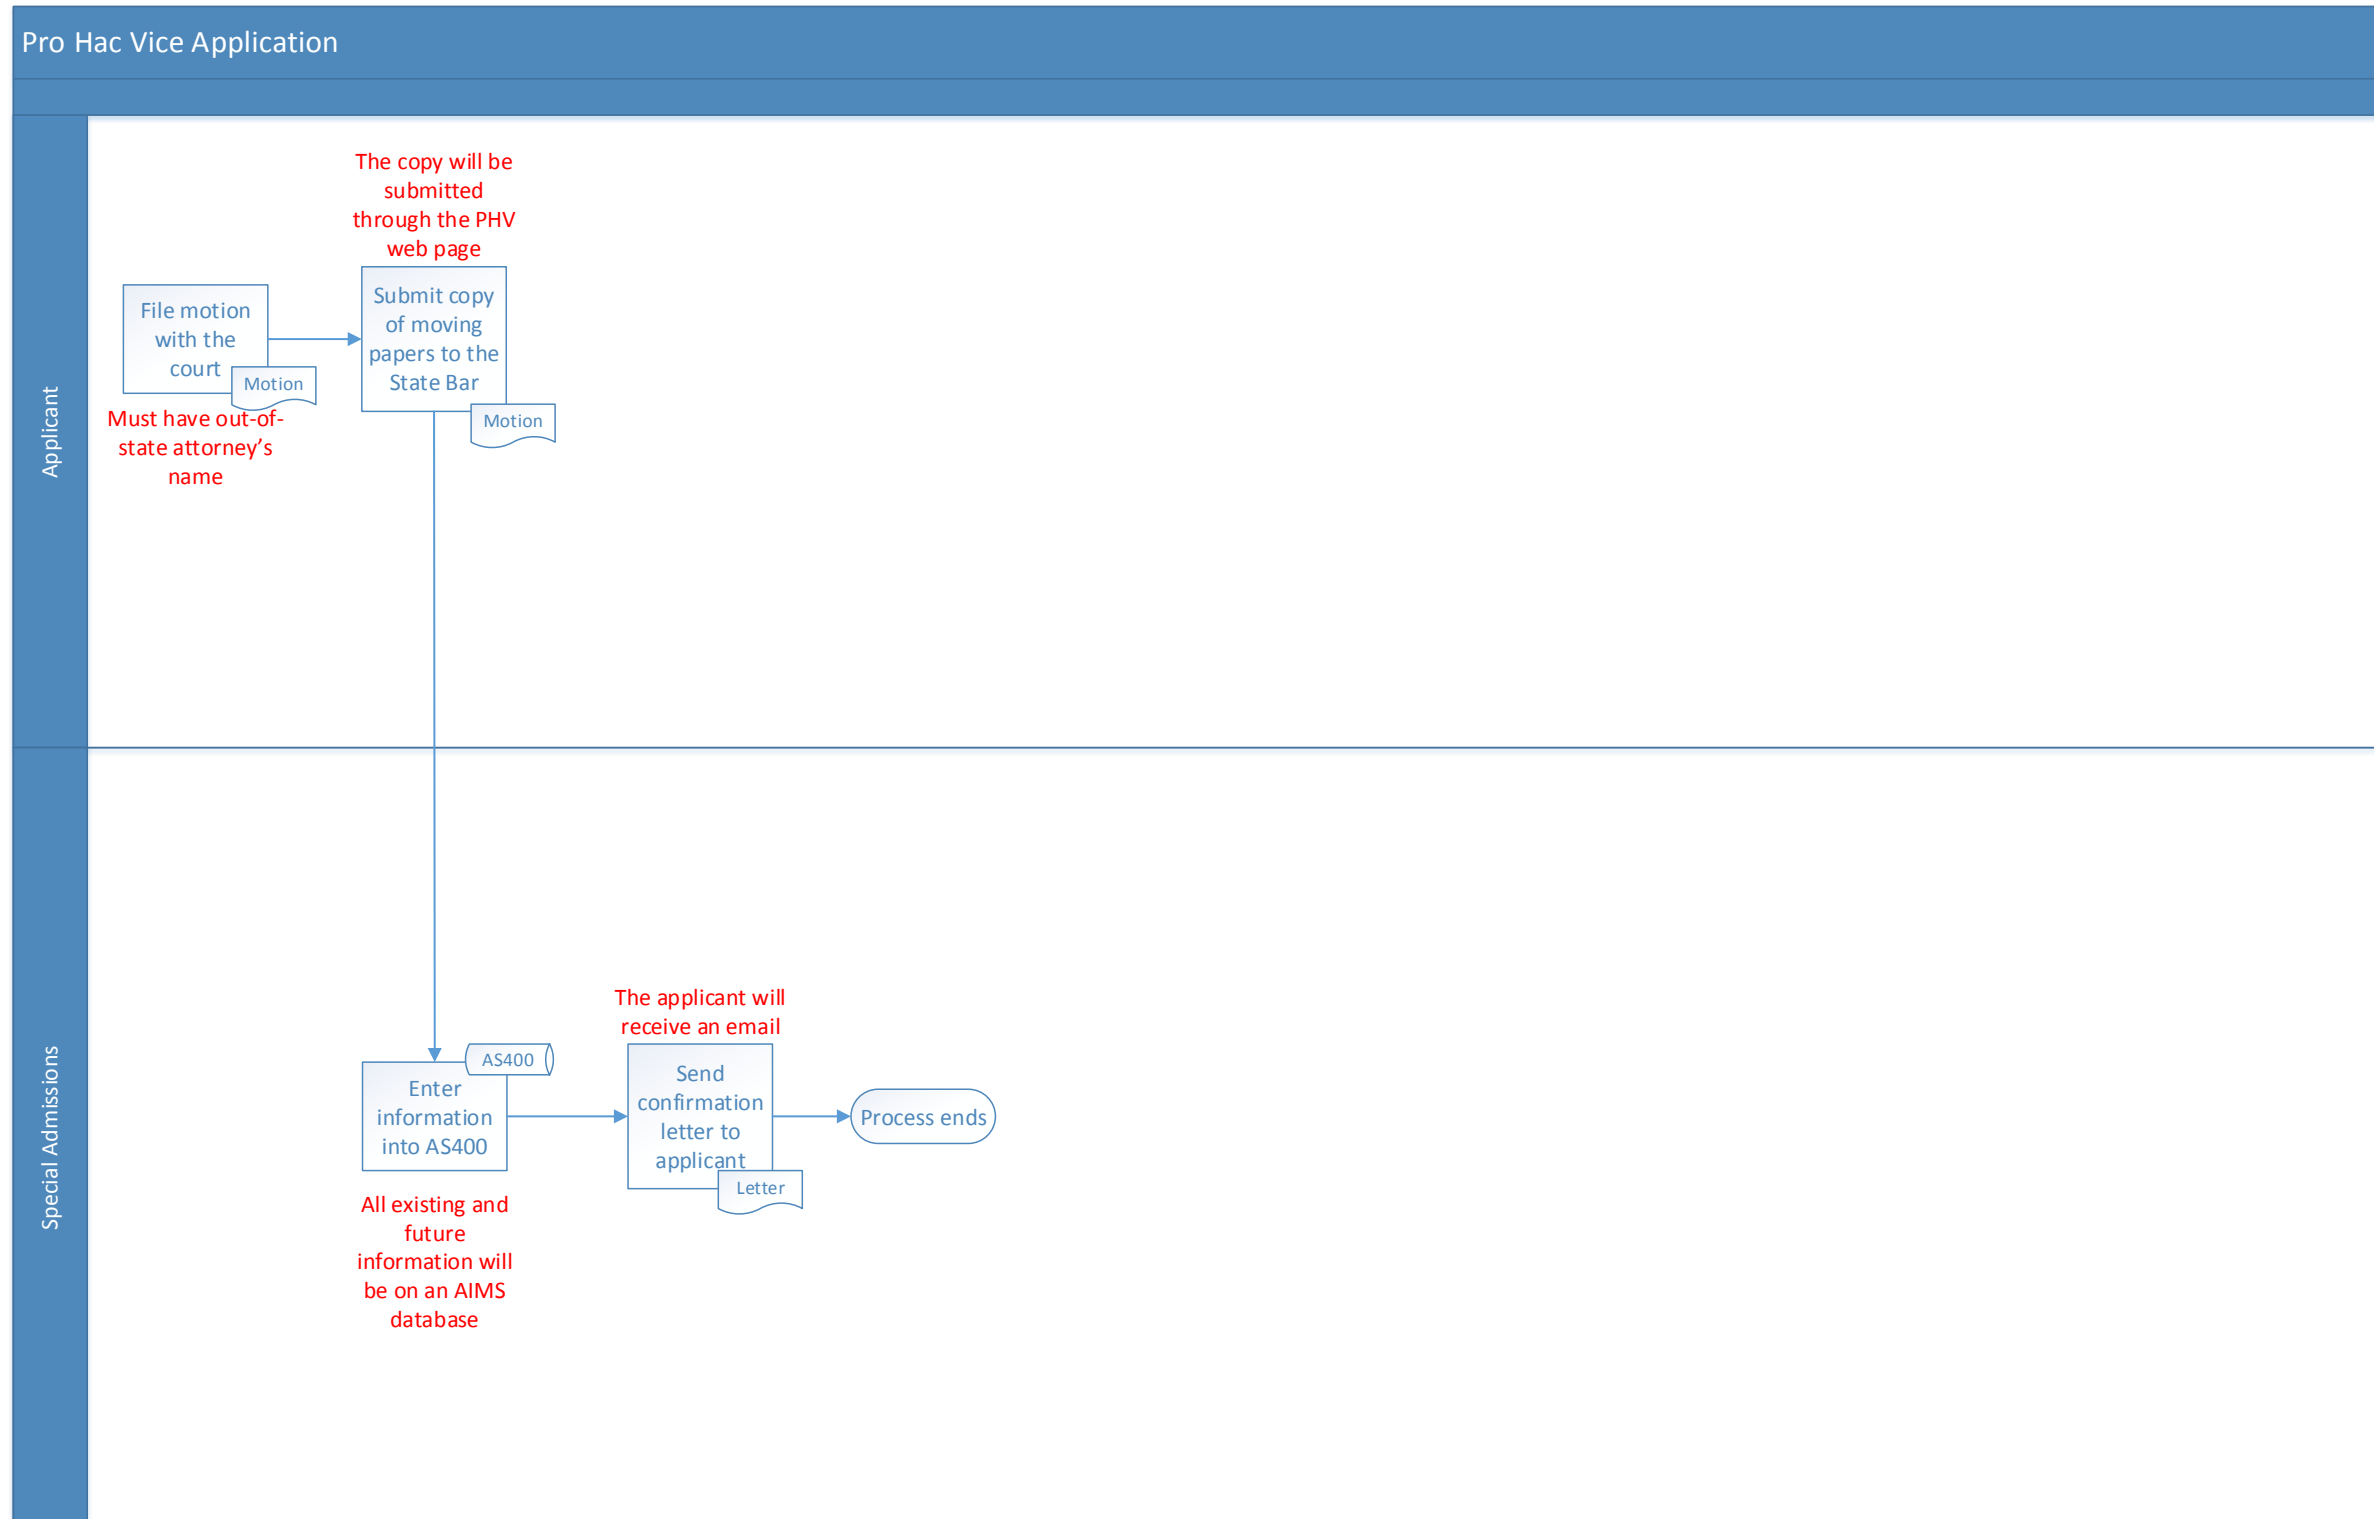 Pro Hac Vice Application
Applicant
The copy will be
submitted
through the PHV
web page
File motion
with the
court
Motion
Must have out-of-
state attorney’s
name
Submit copy
of moving
papers to the
State Bar
Motion
Special Admissions
AS400
Enter
information
into AS400
All existing and
future
information will
be on an AIMS
database
The applicant will
receive an email
Send
confirmation
letter to
applicant
Letter
Process ends